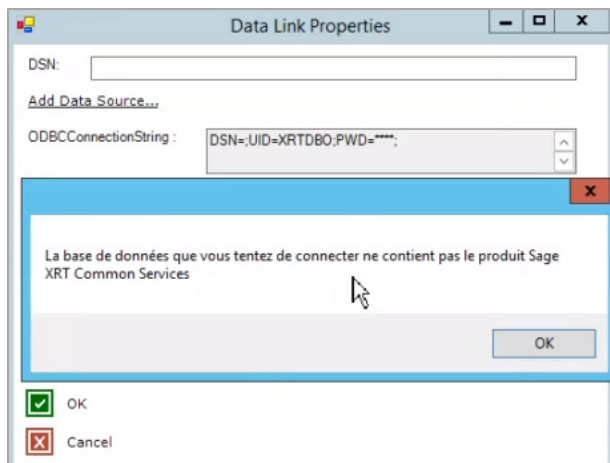 Data Link Properties
DSN:
Add Data Source...
ODBCConnectionString :
DSN=;UID=XRTDBO;PWD=****;
La base de données que vous tentez de connecter ne contient pas le produit Sage
XRT Common Services
OK
OK
Cancel